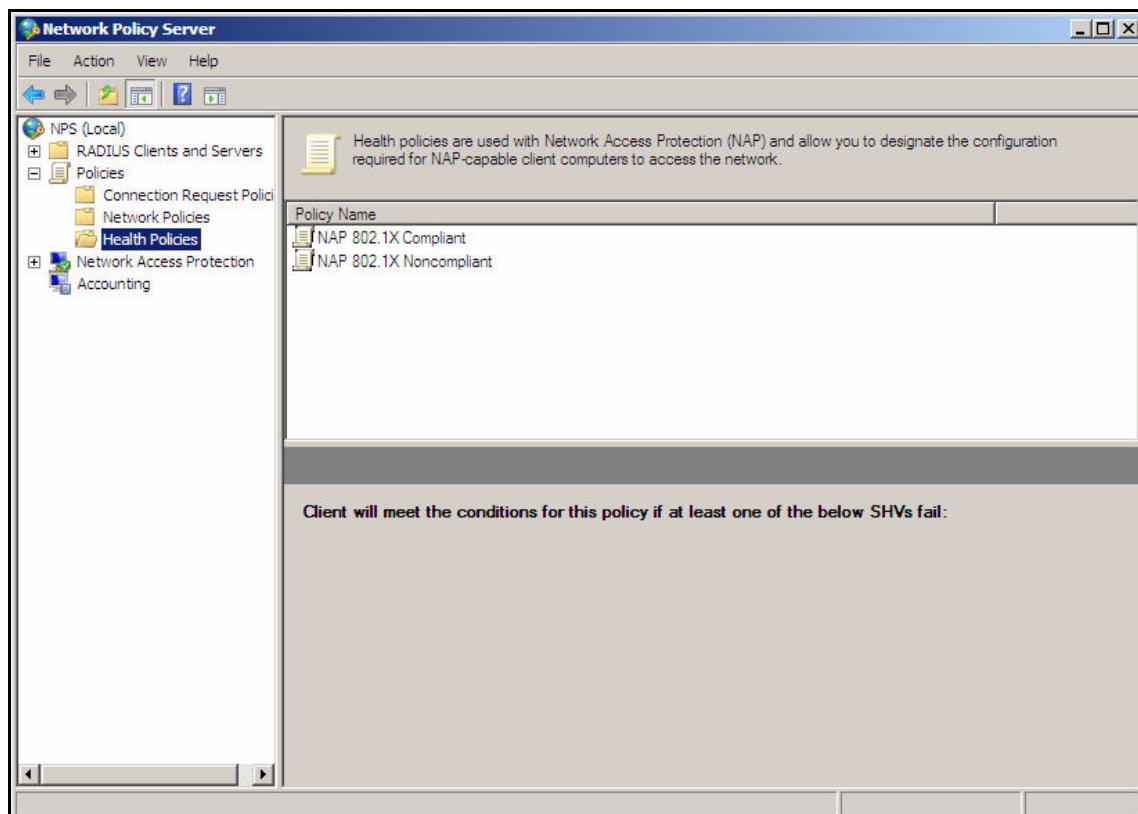 Network Policy Server
File Action View Help
NPS (Local)
RADIUS Clients and Servers
Policies
Connection Request Polici
Network Policies
Health Policies
Network Access Protection
Accounting
Health policies are used with Network Access Protection (NAP) and allow you to designate the configuration
required for NAP-capable client computers to access the network.
Policy Name
NAP 802.1X Compliant
NAP 802.1X Noncompliant
Client will meet the conditions for this policy if at least one of the below SHVs fail: